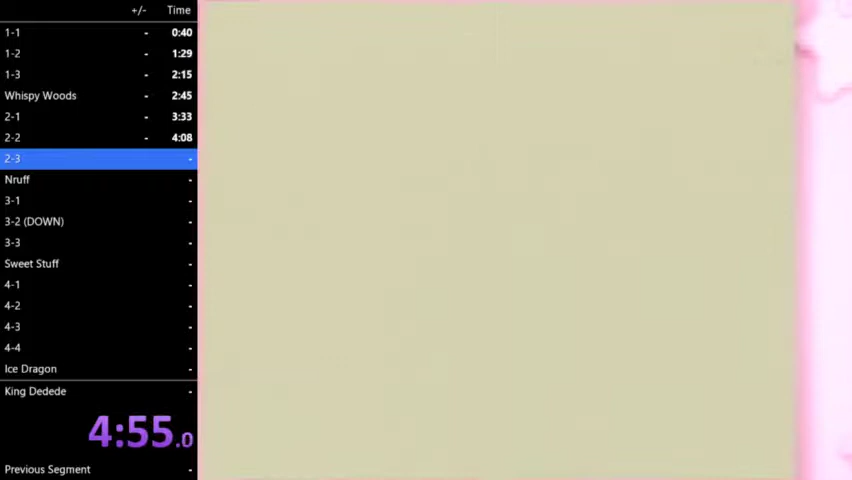 +/- Time
1-1 - 0:40
1-2 - 1:29
1-3 - 2:15
Whispy Woods - 2:45
2-1 - 3:33
2-2 - 4:08
2-3 -
Nruff -
3-1 -
3-2 (DOWN) -
3-3 -
Sweet Stuff -
4-1 -
4-2 -
4-3 -
4-4 -
Ice Dragon -
King Dedede -
4:55.0
Previous Segment -